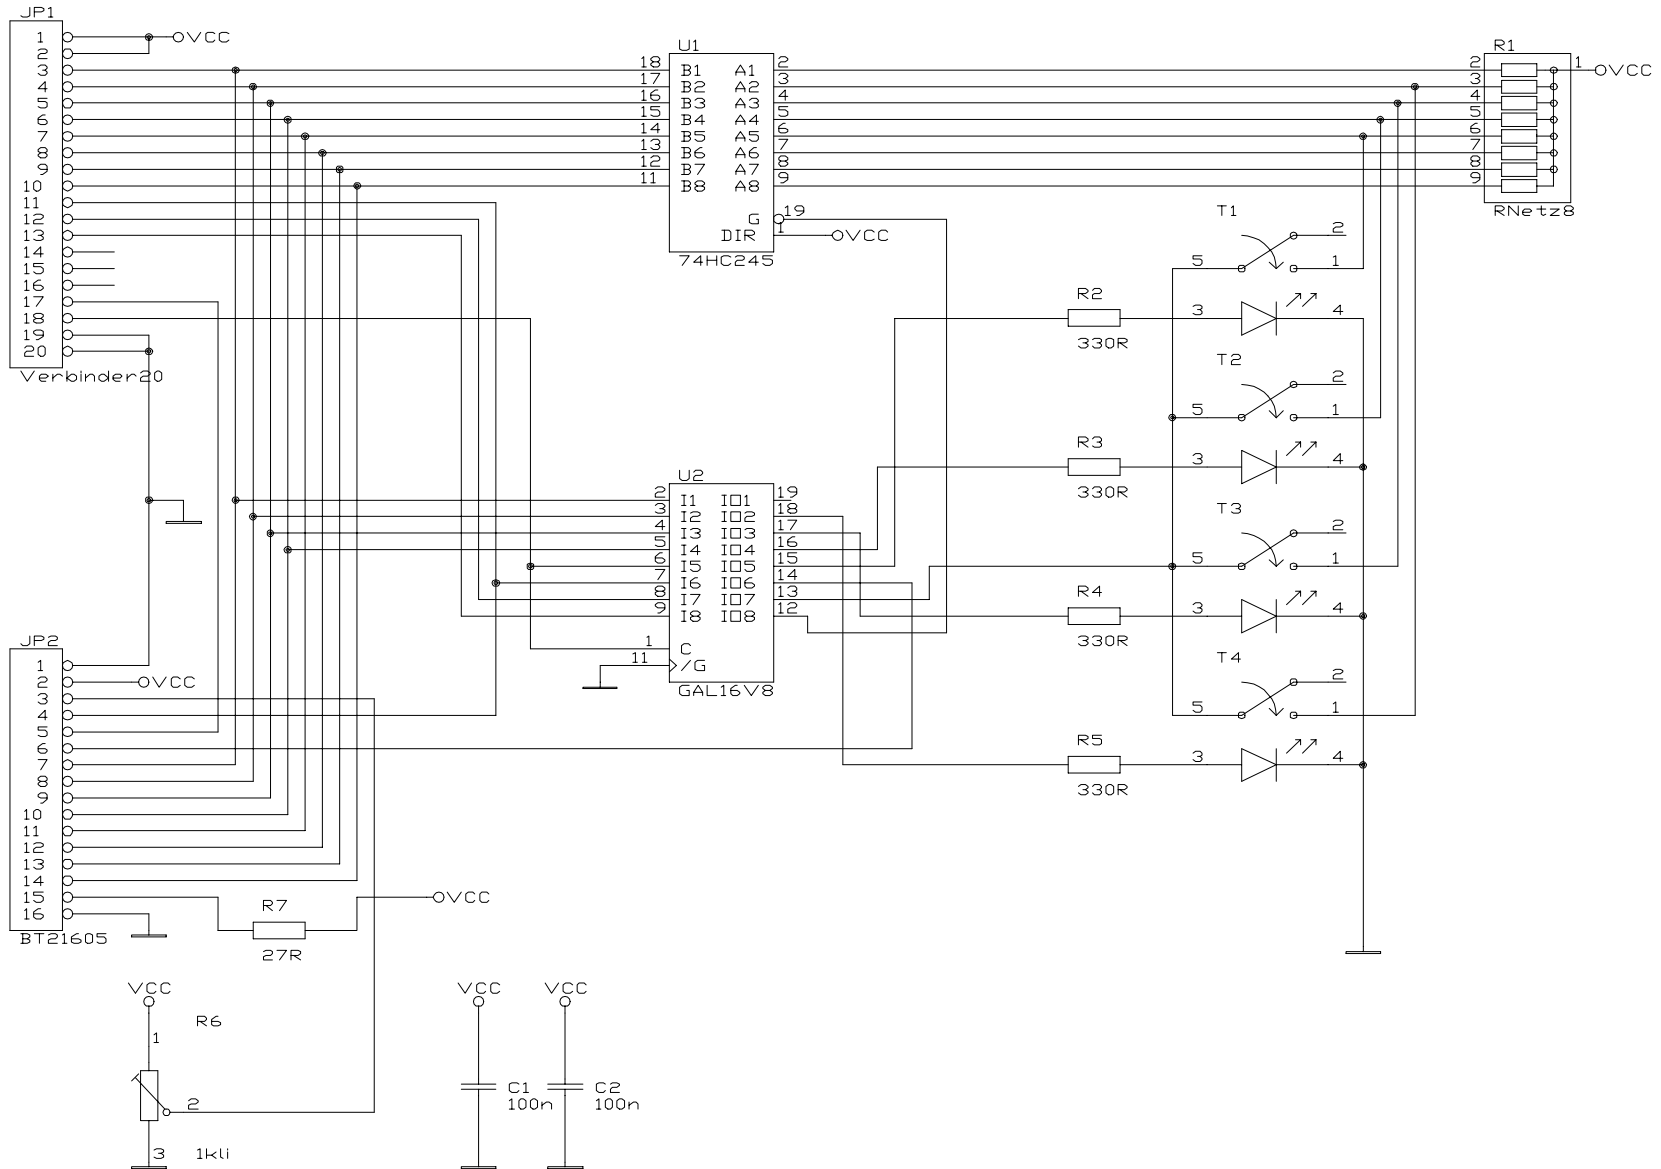 JP1
1
2
3
4
5
6
7
8
9
10
11
12
13
14
15
16
17
18
19
20
Verbinder20
VCC
U1
18 B1 A1 2
17 B2 A2 3
16 B3 A3 4
15 B4 A4 5
14 B5 A5 6
13 B6 A6 7
12 B7 A7 8
11 B8 A8 9
G 19
DIR 1 VCC
74HC245
R1
2
3
4
5
6
7
8
9
1 VCC
RNetz8
T1
2
5 1
R2
3 4
330R
T2
2
5 1
R3
3 4
330R
T3
2
5 1
R4
3 4
330R
T4
2
5 1
R5
3 4
330R
U2
2 I1 IO1 19
3 I2 IO2 18
4 I3 IO3 17
5 I4 IO4 16
6 I5 IO5 15
7 I6 IO6 14
8 I7 IO7 13
9 I8 IO8 12
1 C
11 /G
GAL16V8
JP2
1
2 VCC
3
4
5
6
7
8
9
10
11
12
13
14
15
16
BT21605
R7
27R
VCC
VCC
R6
1
2
3 1kli
VCC
C1
100n
VCC
C2
100n